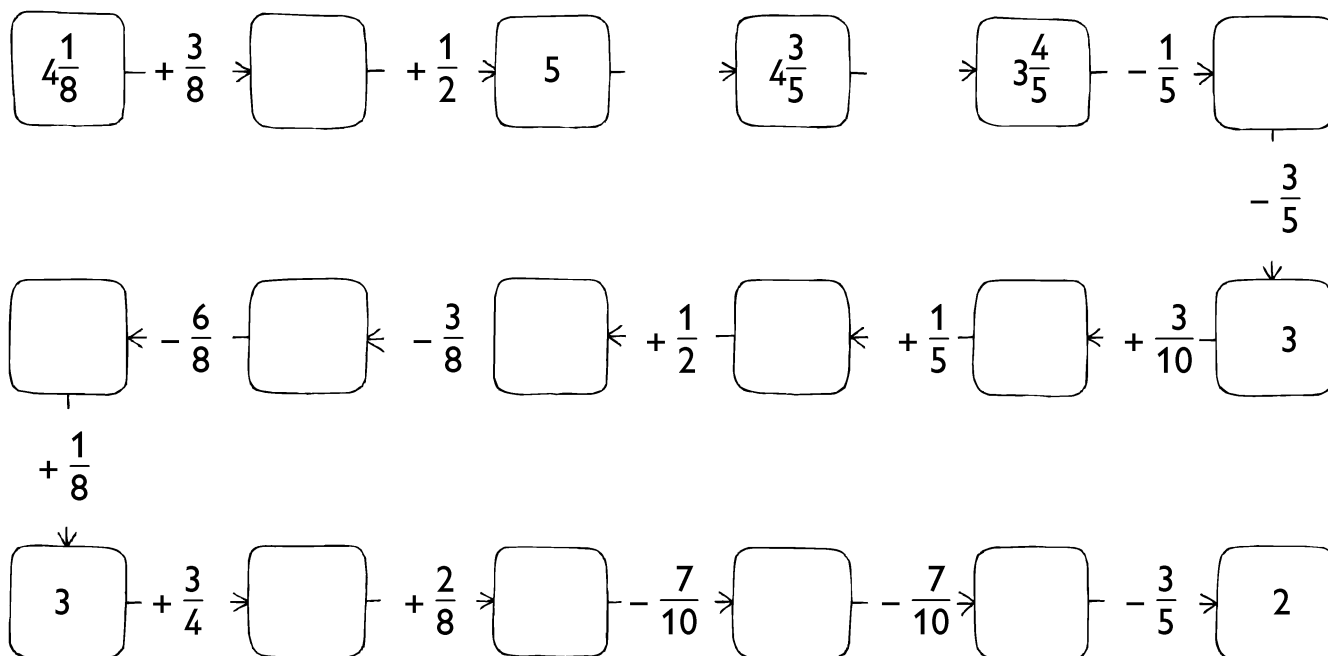 4 1/8 + 3/8 + 1/2 5 4 3/5 3 4/5 − 1/5
− 3/5
− 6/8 − 3/8 + 1/2 + 1/5 + 3/10 3
+ 1/8
3 + 3/4 + 2/8 − 7/10 − 7/10 − 3/5 2